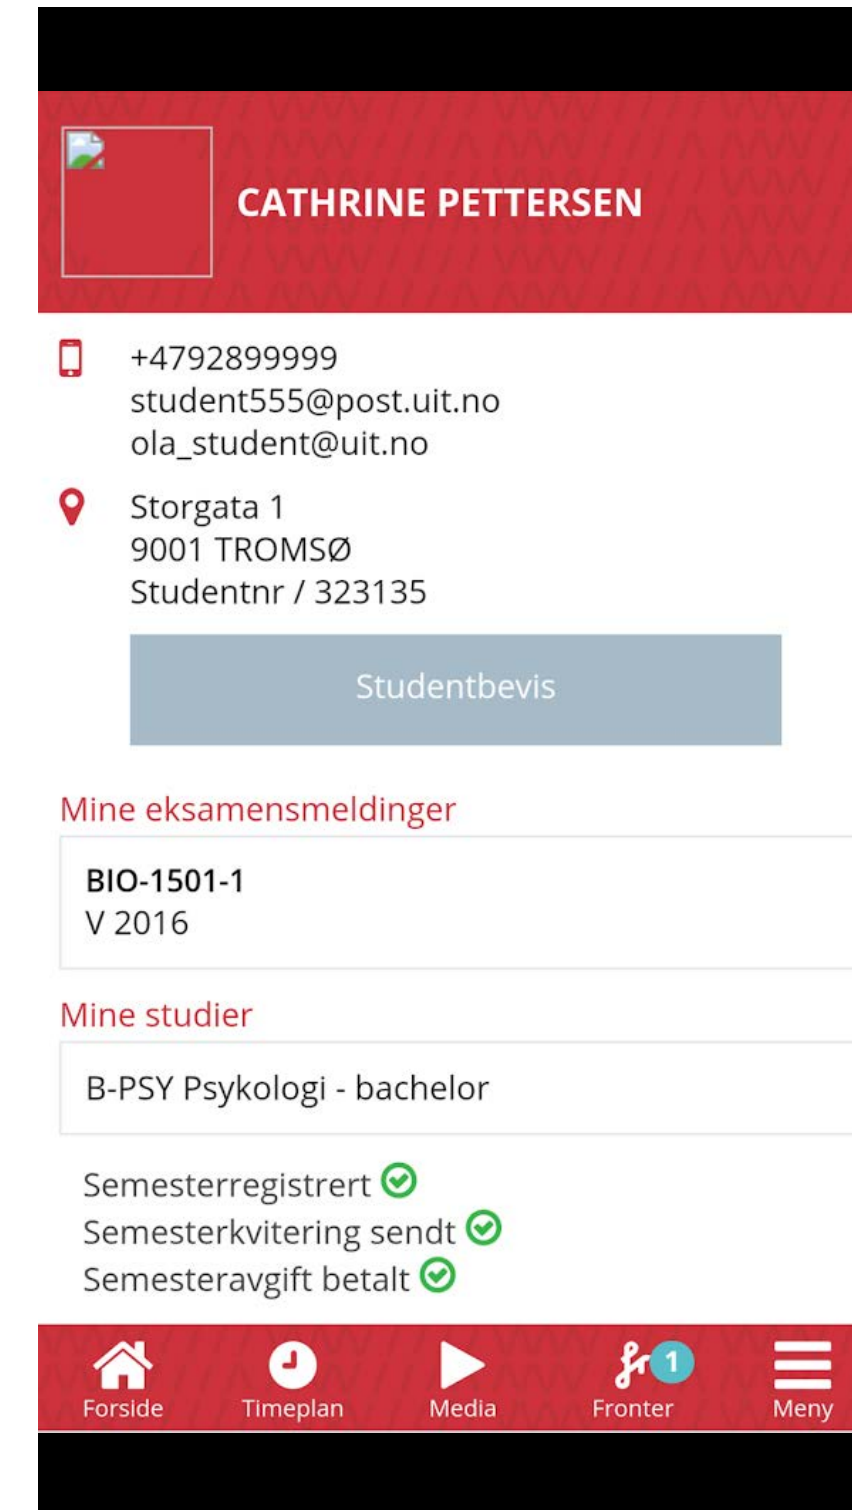 CATHRINE PETTERSEN
+4792899999
student555@post.uit.no
ola_student@uit.no
Storgata 1
9001 TROMSØ
Studentnr / 323135
Studentbevis
Mine eksamensmeldinger
BIO-1501-1
V 2016
Mine studier
B-PSY Psykologi - bachelor
Semesterregistrert
Semesterkvitering sendt
Semesteravgift betalt
1
Forside Timeplan Media Fronter Meny